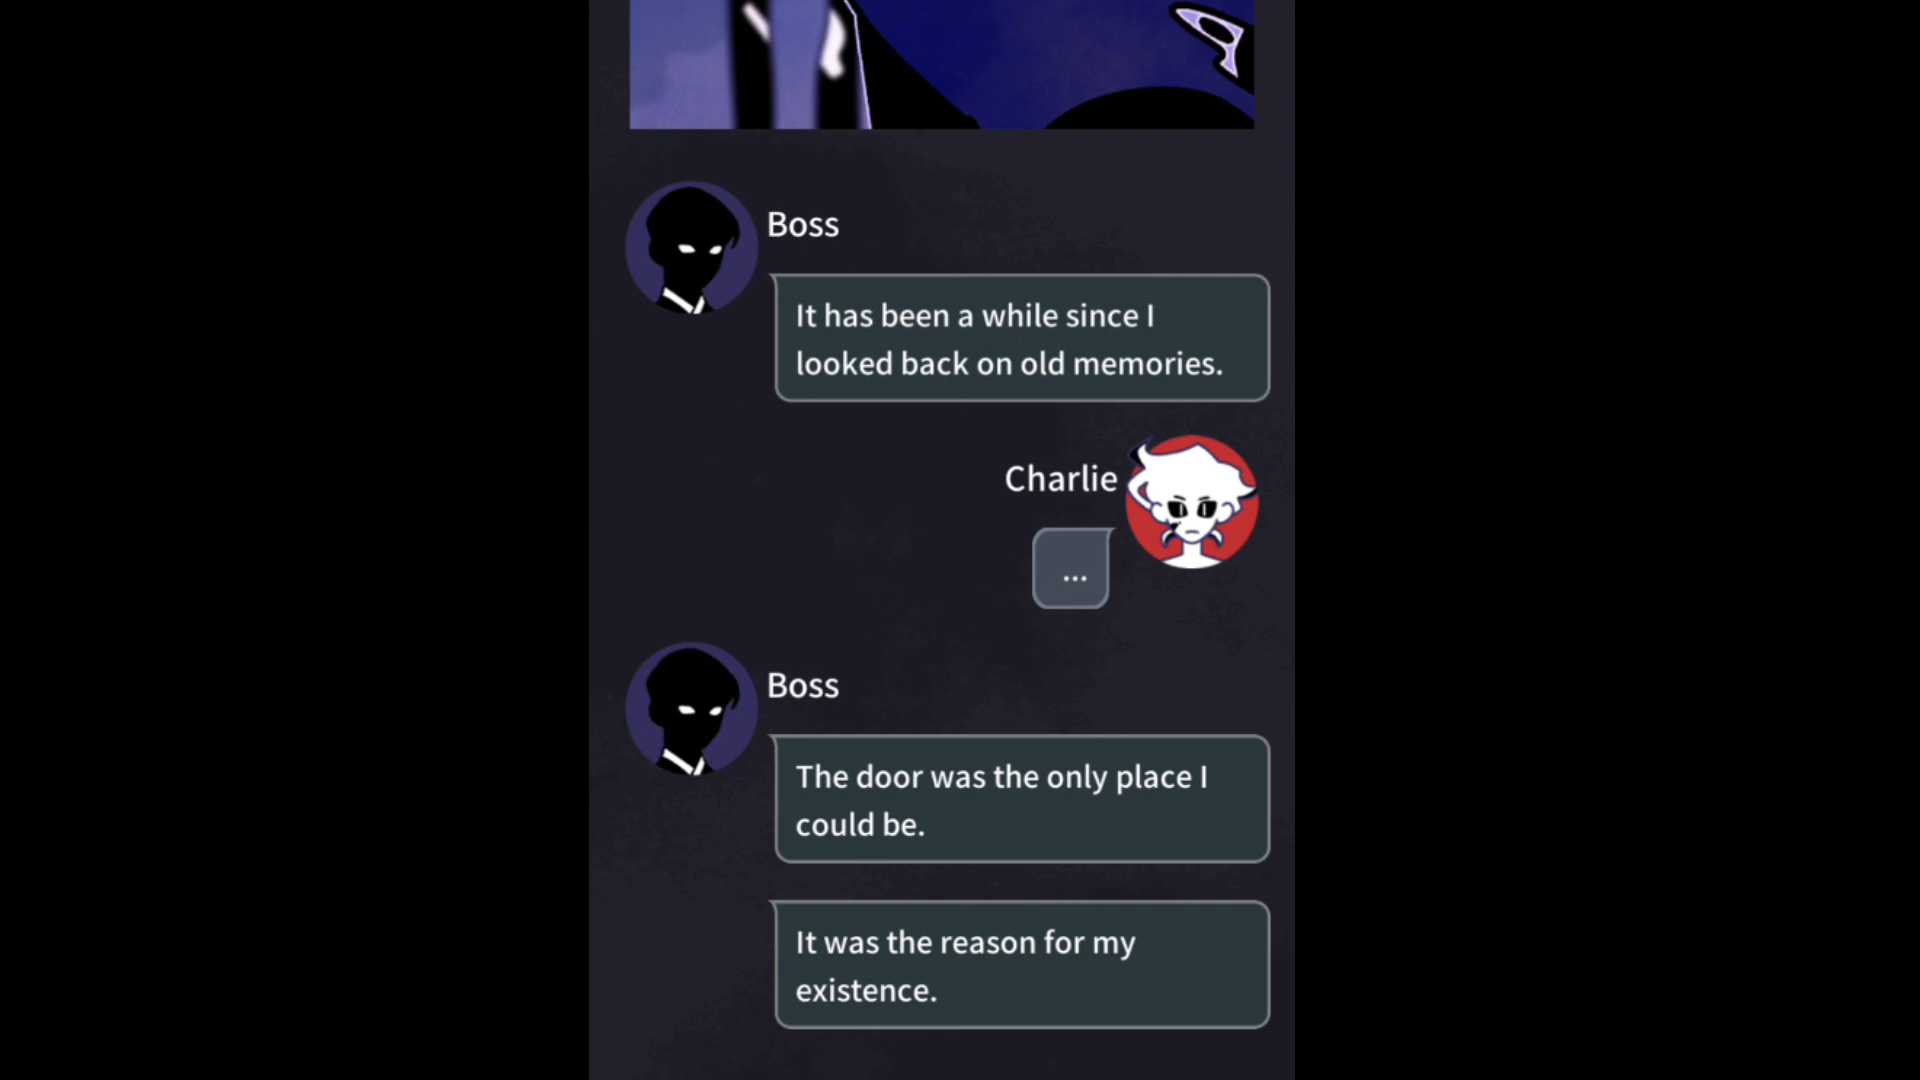 Boss
It has been a while since I
looked back on old memories.
Charlie
...
Boss
The door was the only place I
could be.
It was the reason for my
existence.